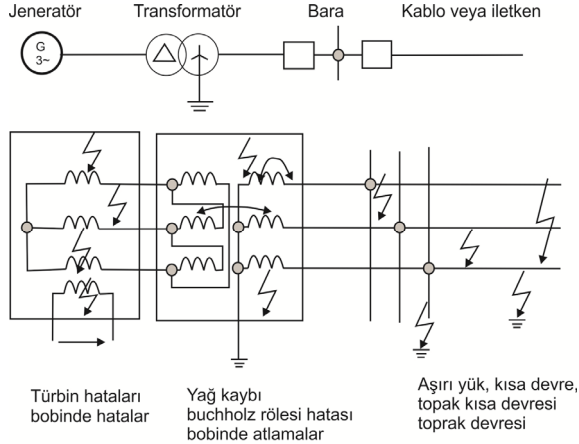 Jeneratör Transformatör Bara Kablo veya iletken
G
3~
Türbin hataları
bobinde hatalar
Yağ kaybı
buchholz rölesi hatası
bobinde atlamalar
Aşırı yük, kısa devre,
topak kısa devresi
toprak devresi